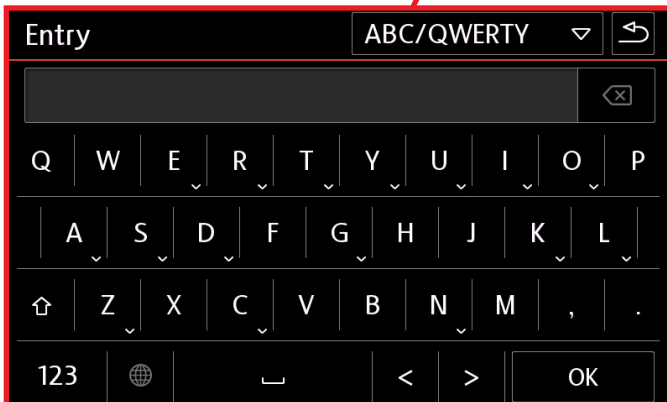 Entry ABC/QWERTY
Q W E R T Y U I O P
A S D F G H J K L
Z X C V B N M , .
123 < > OK